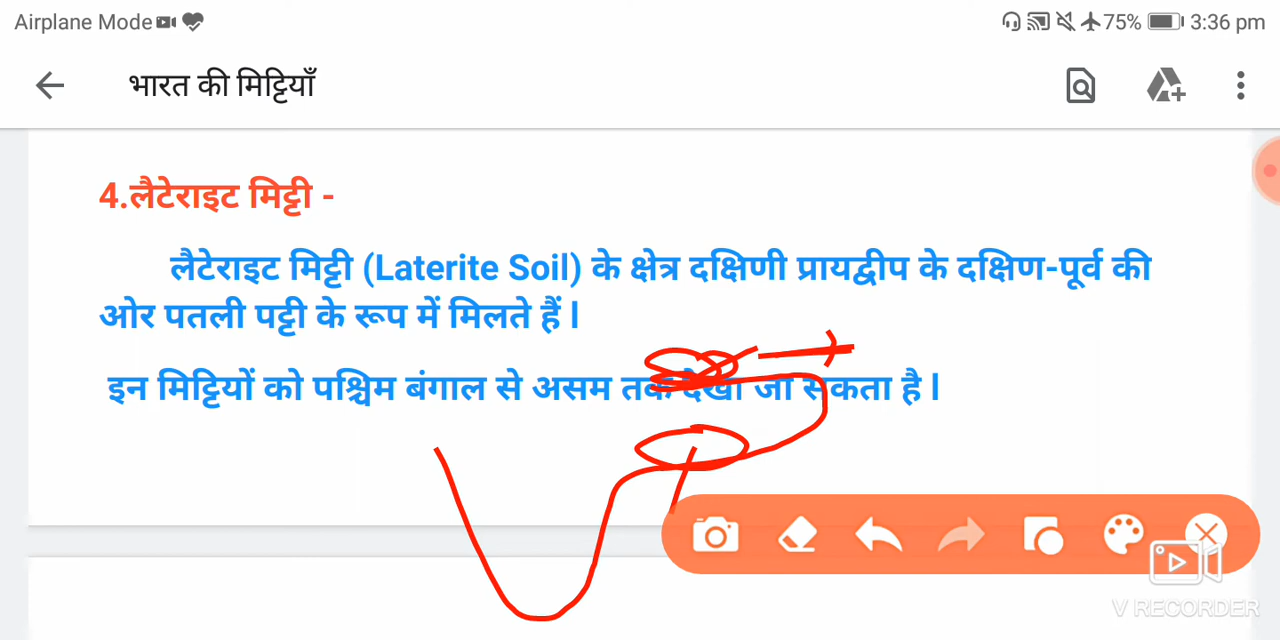 Airplane Mode
75% 3:36 pm
भारत की मिट्टियाँ
4.लैटेराइट मिट्टी -
लैटेराइट मिट्टी (Laterite Soil) के क्षेत्र दक्षिणी प्रायद्वीप के दक्षिण-पूर्व की
ओर पतली पट्टी के रूप में मिलते हैं l
इन मिट्टियों को पश्चिम बंगाल से असम तक देखा जा सकता है l
V RECORDER